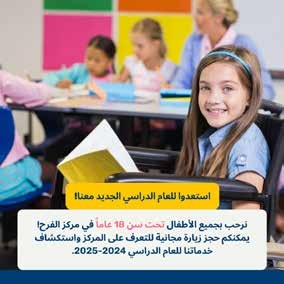 استعدوا للعام الدراسي الجديد معنا!
نرحب بجميع الأطفال تحت سن 18 عاماً في مركز الفرح!
يمكنكم حجز زيارة مجانية للتعرف على المركز واستكشاف
خدماتنا للعام الدراسي 2024-2025.